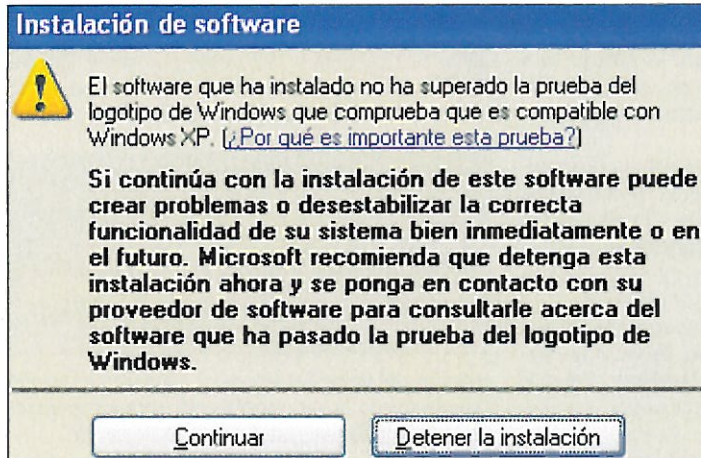 Instalación de software
El software que ha instalado no ha superado la prueba del
logotipo de Windows que comprueba que es compatible con
Windows XP. (¿Por qué es importante esta prueba?)
Si continúa con la instalación de este software puede
crear problemas o desestabilizar la correcta
funcionalidad de su sistema bien inmediatamente o en
el futuro. Microsoft recomienda que detenga esta
instalación ahora y se ponga en contacto con su
proveedor de software para consultarle acerca del
software que ha pasado la prueba del logotipo de
Windows.
Continuar
Detener la instalación